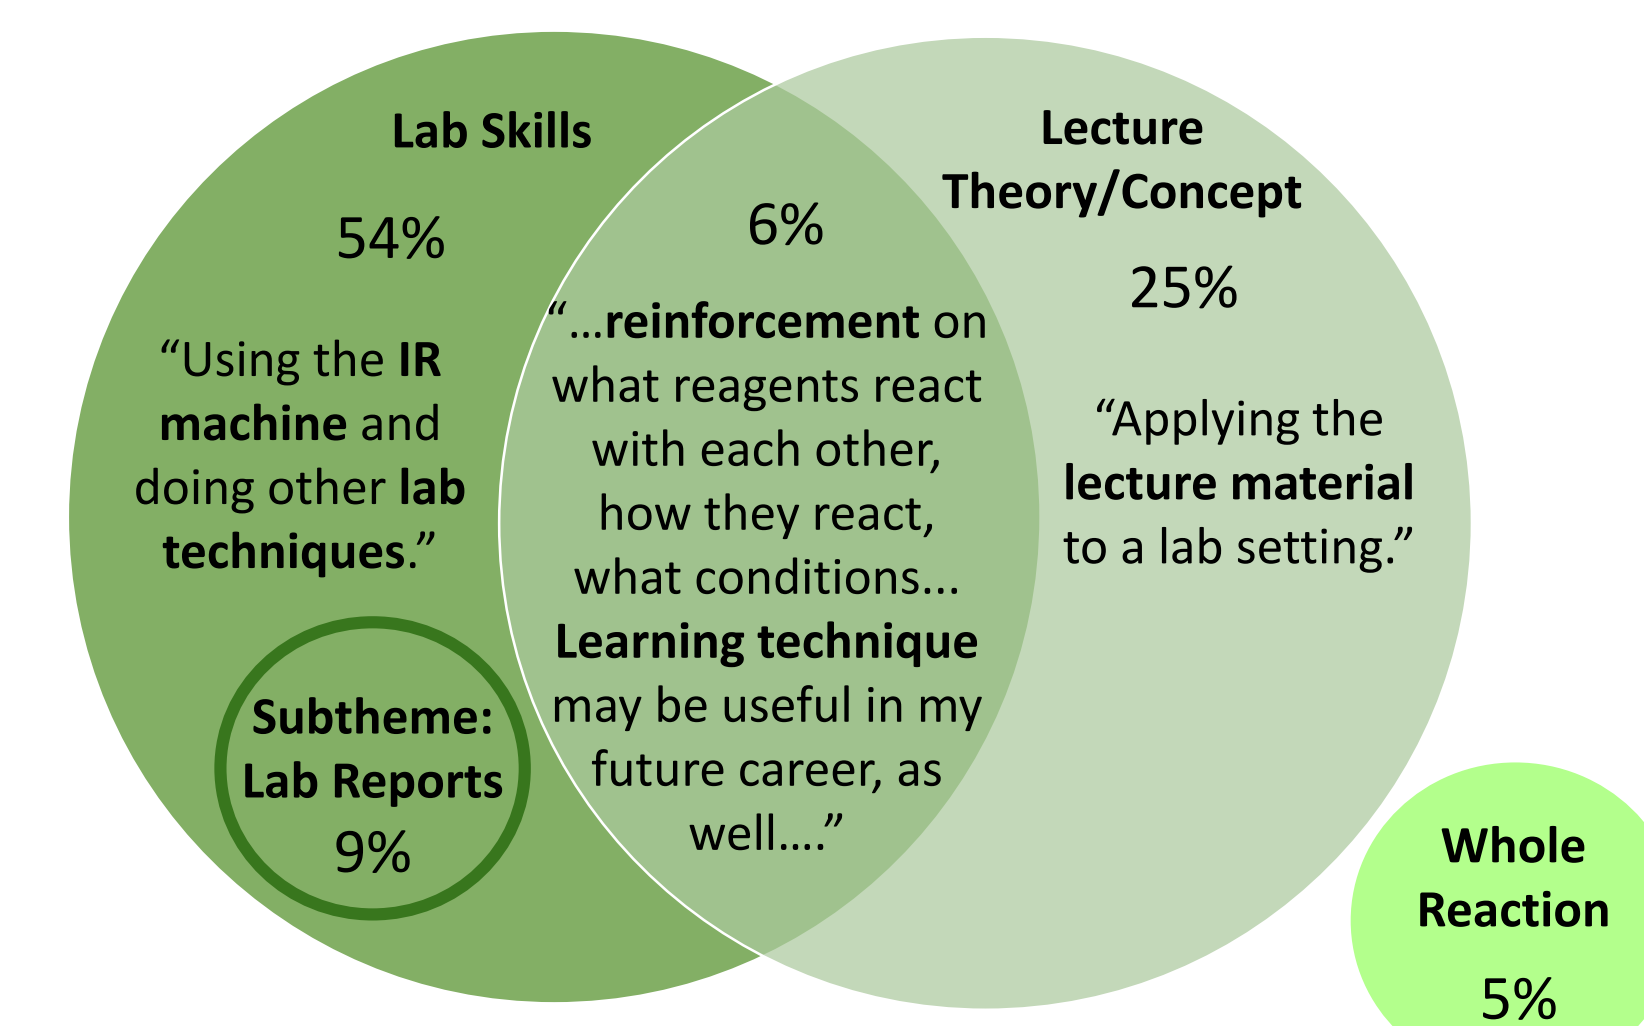 Lab Skills
54%
“Using the IR
machine and
doing other lab
techniques.”
Subtheme:
Lab Reports
9%
6%
“…reinforcement on
what reagents react
with each other,
how they react,
what conditions...
Learning technique
may be useful in my
future career, as
well….”
Lecture
Theory/Concept
25%
“Applying the
lecture material
to a lab setting.”
Whole
Reaction
5%